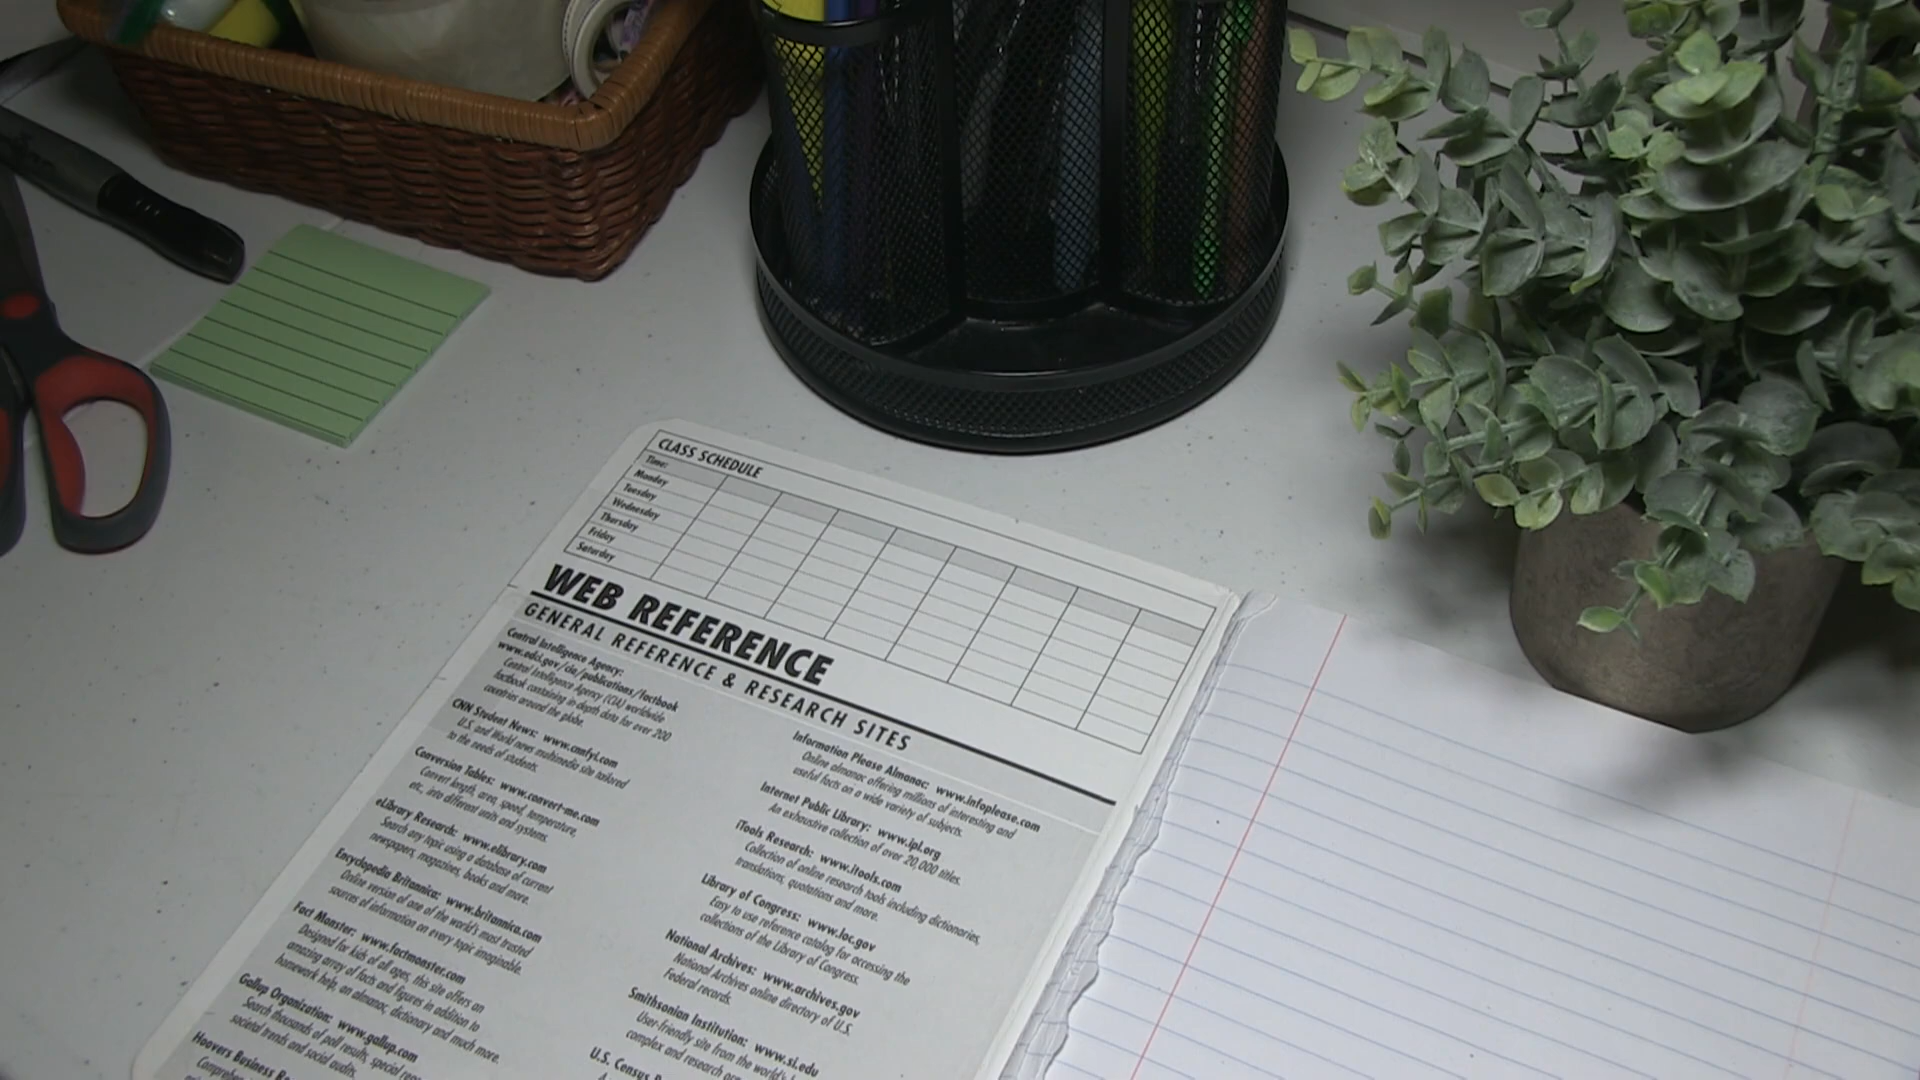 CLASS SCHEDULE
Time:
Monday
Tuesday
Wednesday
Thursday
Friday
Saturday
WEB REFERENCE
GENERAL REFERENCE & RESEARCH SITES
Central Intelligence Agency:
www.odci.gov/cia/publications/factbook
Central Intelligence Agency (CIA) worldwide
factbook containing in-depth data for over 200
countries around the globe.
CNN Student News: www.cnnfyi.com
U.S. and World news multimedia site tailored
to the needs of students.
Conversion Tables: www.convert-me.com
Convert length, area, speed, temperature,
etc., into different units and systems.
eLibrary Research: www.elibrary.com
Search any topic using a database of current
newspapers, magazines, books and more.
Encyclopedia Britannica: www.britannica.com
Online version of one of the world's most trusted
sources of information on every topic imaginable.
Fact Monster: www.factmonster.com
Designed for kids of all ages, this site offers an
amazing array of facts and figures in addition to
homework help, an almanac, dictionary and much more.
Gallup Organization: www.gallup.com
Search thousands of poll results, special
societal trends and social audits.
Hoovers Business
Information Please Almanac: www.infoplease.com
Online almanac offering millions of interesting and
useful facts on a wide variety of subjects.
Internet Public Library: www.ipl.org
An exhaustive collection of over 20,000 titles.
iTools Research: www.itools.com
Collection of online research tools including dictionaries,
translations, quotations and more.
Library of Congress: www.loc.gov
Easy to use reference catalog for accessing the
collections of the Library of Congress.
National Archives: www.archives.gov
National Archives online directory of U.S.
Federal records.
Smithsonian Institution: www.si.edu
User-friendly site from the world's
complex and research
U.S. Census